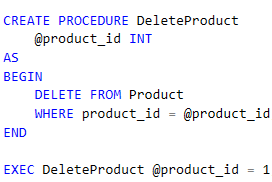 CREATE PROCEDURE DeleteProduct
    @product_id INT
AS
BEGIN
    DELETE FROM Product
    WHERE product_id = @product_id
END

EXEC DeleteProduct @product_id = 1